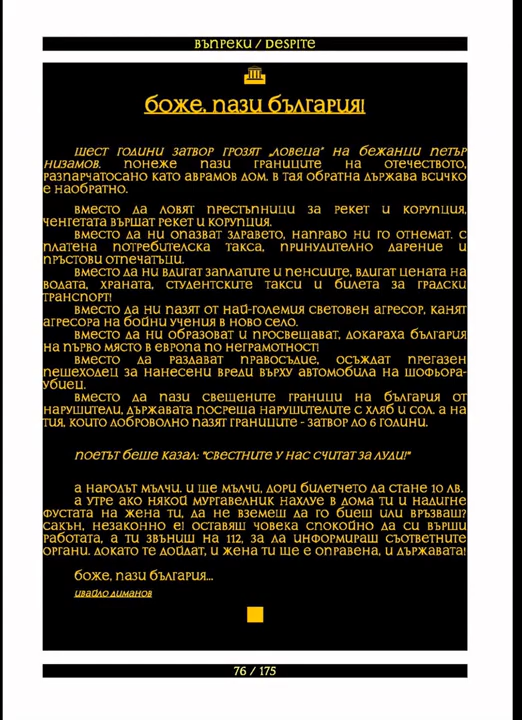 ВЪПРЕКИ / DESPITE
БОЖЕ, ПАЗИ БЪЛГАРИЯ!
ШЕСТ ГОДИНИ ЗАТВОР ГРОЗЯТ „ЛОВЕЦА" НА БЕЖАНЦИ ПЕТЪР
НИЗАМОВ. ПОНЕЖЕ ПАЗИ ГРАНИЦИТЕ НА ОТЕЧЕСТВОТО,
РАЗПАРЧАТОСАНО КАТО АВРАМОВ ДОМ. В ТАЯ ОБРАТНА ДЪРЖАВА ВСИЧКО
Е НАОБРАТНО.
ВМЕСТО ДА ЛОВЯТ ПРЕСТЪПНИЦИ ЗА РЕКЕТ И КОРУПЦИЯ,
ЧЕНГЕТАТА ВЪРШАТ РЕКЕТ И КОРУПЦИЯ.
ВМЕСТО ДА НИ ОПАЗВАТ ЗДРАВЕТО, НАПРАВО НИ ГО ОТНЕМАТ. С
ПЛАТЕНА ПОТРЕБИТЕЛСКА ТАКСА, ПРИНУДИТЕЛНО ДАРЕНИЕ И
ПРЪСТОВИ ОТПЕЧАТЪЦИ.
ВМЕСТО ДА НИ ВДИГАТ ЗАПЛАТИТЕ И ПЕНСИИТЕ, ВДИГАТ ЦЕНАТА НА
ВОДАТА, ХРАНАТА, СТУДЕНТСКИТЕ ТАКСИ И БИЛЕТА ЗА ГРАДСКИ
ТРАНСПОРТ!
ВМЕСТО ДА НИ ПАЗЯТ ОТ НАЙ-ГОЛЕМИЯ СВЕТОВЕН АГРЕСОР, КАНЯТ
АГРЕСОРА НА БОЙНИ УЧЕНИЯ В НОВО СЕЛО.
ВМЕСТО ДА НИ ОБРАЗОВАТ И ПРОСВЕЩАВАТ, ДОКАРАХА БЪЛГАРИЯ
НА ПЪРВО МЯСТО В ЕВРОПА ПО НЕГРАМОТНОСТ!
ВМЕСТО ДА РАЗДАВАТ ПРАВОСЪДИЕ, ОСЪЖДАТ ПРЕГАЗЕН
ПЕШЕХОДЕЦ ЗА НАНЕСЕНИ ВРЕДИ ВЪРХУ АВТОМОБИЛА НА ШОФЬОРА-
УБИЕЦ.
ВМЕСТО ДА ПАЗИ СВЕЩЕНИТЕ ГРАНИЦИ НА БЪЛГАРИЯ ОТ
НАРУШИТЕЛИ, ДЪРЖАВАТА ПОСРЕЩА НАРУШИТЕЛИТЕ С ХЛЯБ И СОЛ. А НА
ТИЯ, КОИТО ДОБРОВОЛНО ПАЗЯТ ГРАНИЦИТЕ - ЗАТВОР ДО 6 ГОДИНИ.
ПОЕТЪТ БЕШЕ КАЗАЛ: "СВЕСТНИТЕ У НАС СЧИТАТ ЗА ЛУДИ!"
А НАРОДЪТ МЪЛЧИ. И ЩЕ МЪЛЧИ, ДОРИ БИЛЕТЧЕТО ДА СТАНЕ 10 ЛВ.
А УТРЕ АКО НЯКОЙ МУРГАВЕЛНИК НАХЛУЕ В ДОМА ТИ И НАДИГНЕ
ФУСТАТА НА ЖЕНА ТИ, ДА НЕ ВЗЕМЕШ ДА ГО БИЕШ ИЛИ ВРЪЗВАШ?
САКЪН, НЕЗАКОННО Е! ОСТАВЯШ ЧОВЕКА СПОКОЙНО ДА СИ ВЪРШИ
РАБОТАТА, А ТИ ЗВЪНИШ НА 112, ЗА ДА ИНФОРМИРАШ СЪОТВЕТНИТЕ
ОРГАНИ. ДОКАТО ТЕ ДОЙДАТ, И ЖЕНА ТИ ЩЕ Е ОПРАВЕНА, И ДЪРЖАВАТА!
БОЖЕ, ПАЗИ БЪЛГАРИЯ...
ИВАЙЛО ДИМАНОВ
76 / 175